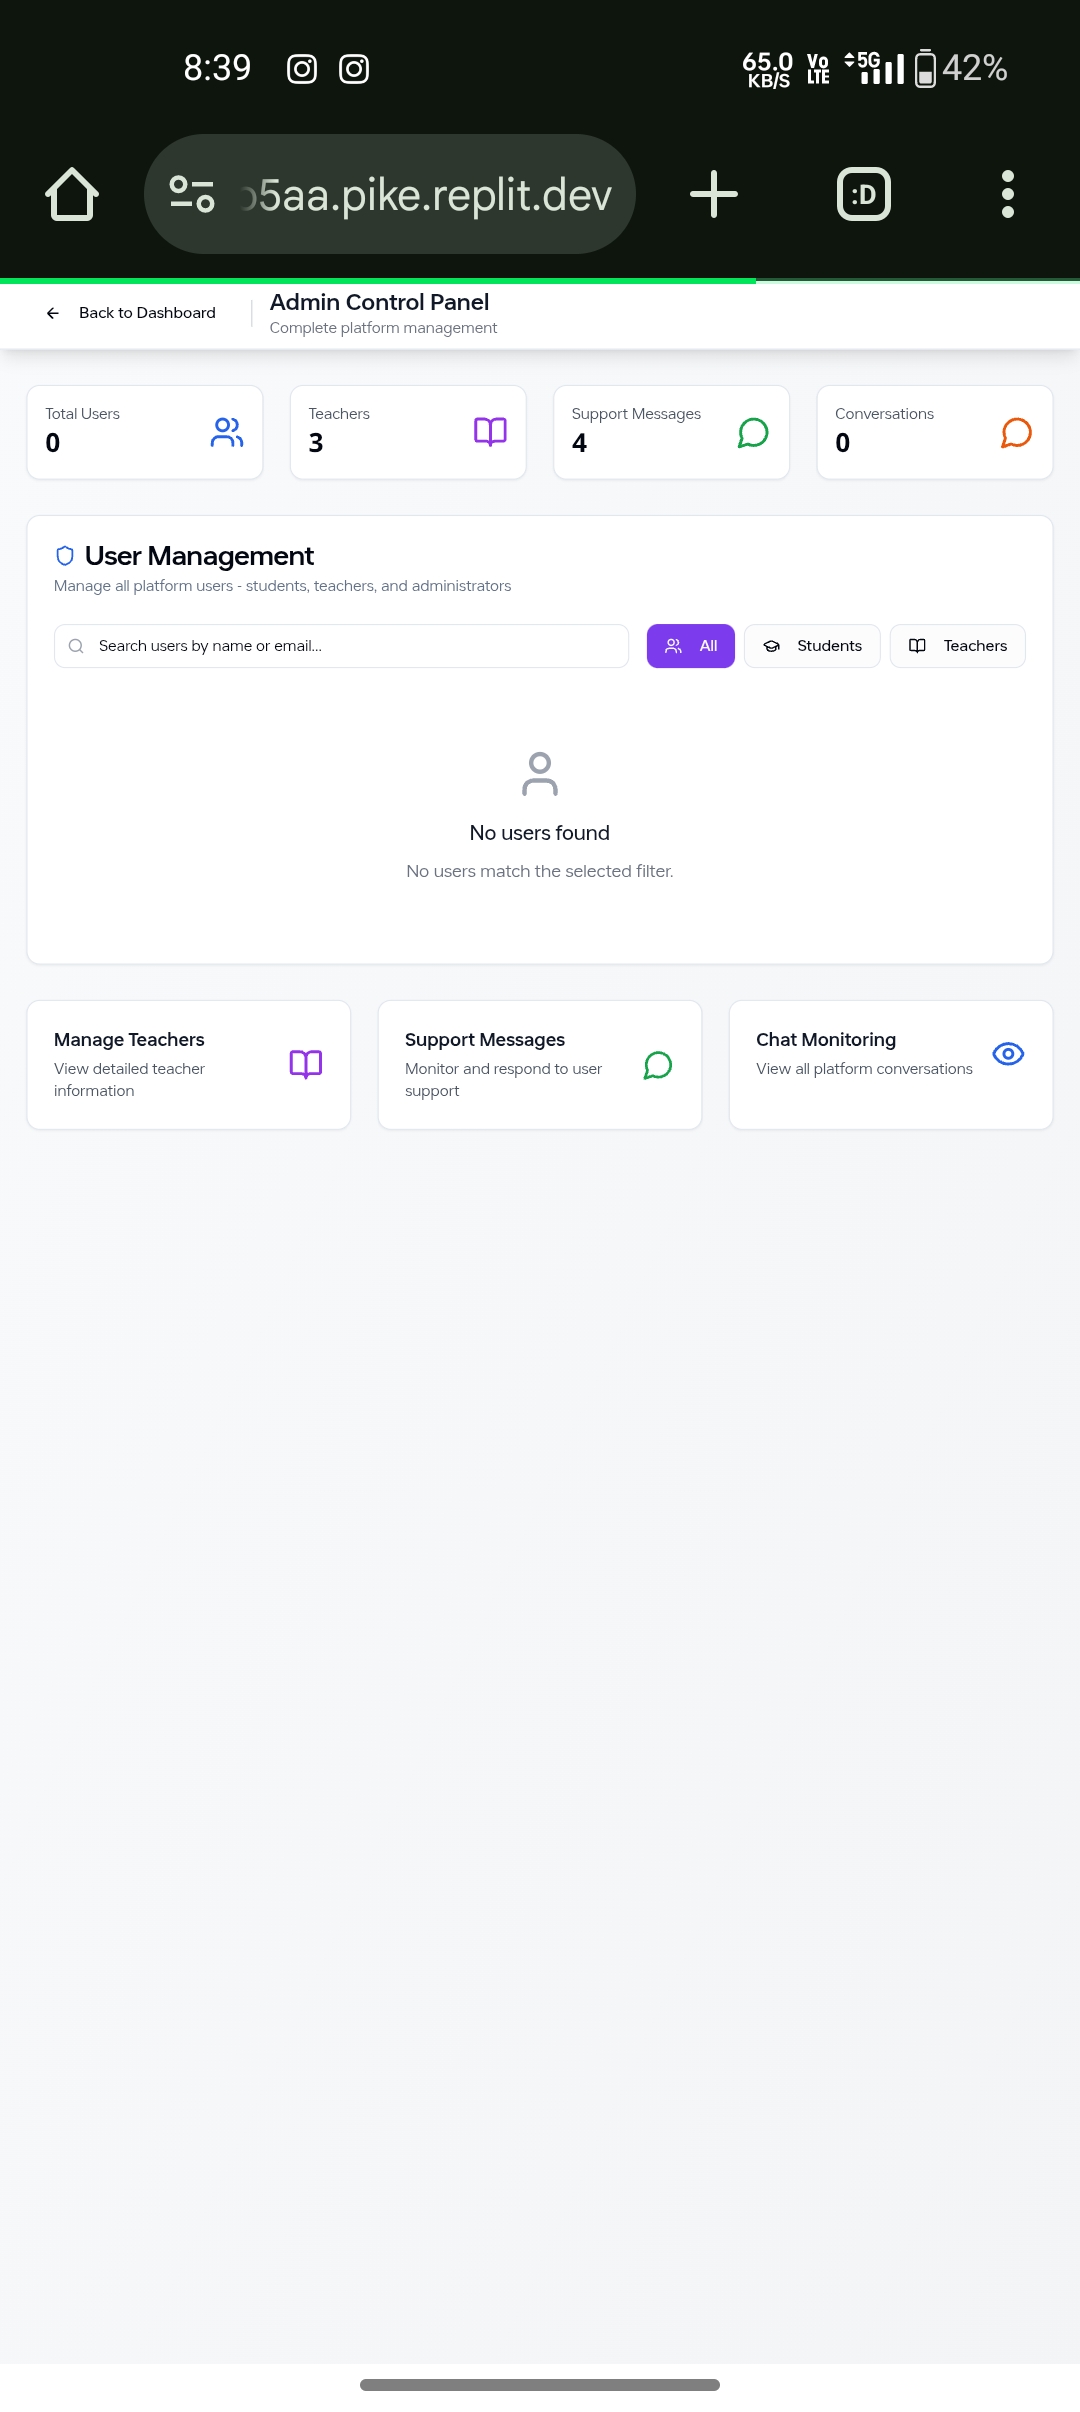 8:39
65.0 KB/S
Vo LTE
5G
42%
5aa.pike.replit.dev
:D
Back to Dashboard
Admin Control Panel
Complete platform management
Total Users
0
Teachers
3
Support Messages
4
Conversations
0
User Management
Manage all platform users - students, teachers, and administrators
Search users by name or email...
All
Students
Teachers
No users found
No users match the selected filter.
Manage Teachers
View detailed teacher
information
Support Messages
Monitor and respond to user
support
Chat Monitoring
View all platform conversations